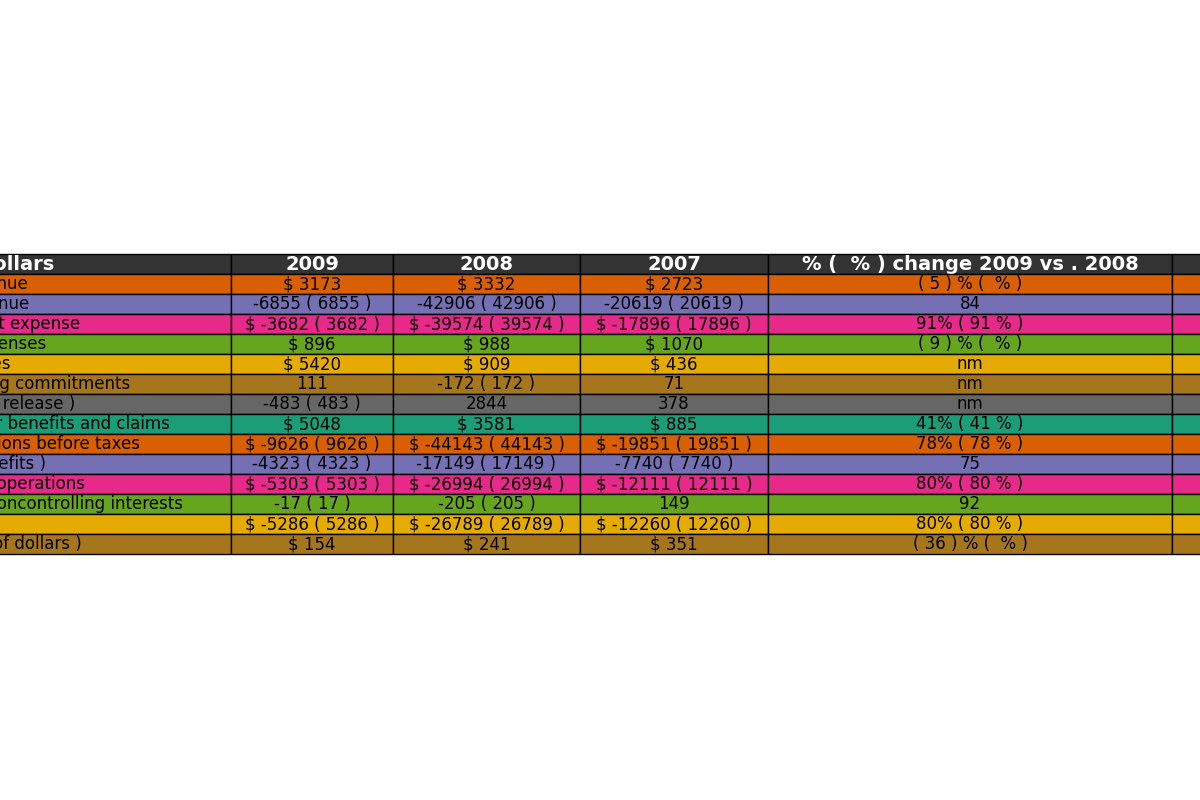 ollars 2009 2008 2007 % ( % ) change 2009 vs . 2008
nue $ 3173 $ 3332 $ 2723 ( 5 ) % ( % )
nue -6855 ( 6855 ) -42906 ( 42906 ) -20619 ( 20619 ) 84
t expense $ -3682 ( 3682 ) $ -39574 ( 39574 ) $ -17896 ( 17896 ) 91% ( 91 % )
enses $ 896 $ 988 $ 1070 ( 9 ) % ( % )
es $ 5420 $ 909 $ 436 nm
g commitments 111 -172 ( 172 ) 71 nm
release ) -483 ( 483 ) 2844 378 nm
r benefits and claims $ 5048 $ 3581 $ 885 41% ( 41 % )
ions before taxes $ -9626 ( 9626 ) $ -44143 ( 44143 ) $ -19851 ( 19851 ) 78% ( 78 % )
efits ) -4323 ( 4323 ) -17149 ( 17149 ) -7740 ( 7740 ) 75
operations $ -5303 ( 5303 ) $ -26994 ( 26994 ) $ -12111 ( 12111 ) 80% ( 80 % )
oncontrolling interests -17 ( 17 ) -205 ( 205 ) 149 92
$ -5286 ( 5286 ) $ -26789 ( 26789 ) $ -12260 ( 12260 ) 80% ( 80 % )
of dollars ) $ 154 $ 241 $ 351 ( 36 ) % ( % )